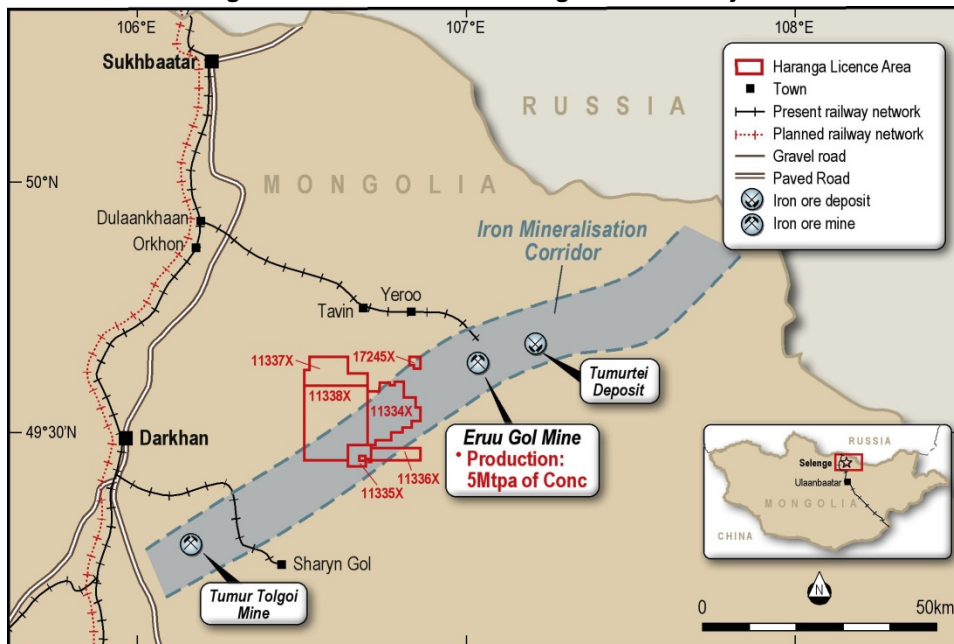 106°E
107°E
108°E
Sukhbaatar
RUSSIA
Haranga Licence Area
Town
Present railway network
Planned railway network
Gravel road
Paved Road
Iron ore deposit
Iron ore mine
50°N
MONGOLIA
Dulaankhaan
Orkhon
Iron Mineralisation
Corridor
Tavin
Yeroo
11337X
17245X
11338X
11334X
Tumurtei
Deposit
49°30'N
Darkhan
Eruu Gol Mine
* Production:
5Mtpa of Conc
11336X
11335X
Sharyn Gol
Tumur Tolgoi
Mine
RUSSIA
Selenge
Ulaanbaatar
MONGOLIA
CHINA
N
0
50km